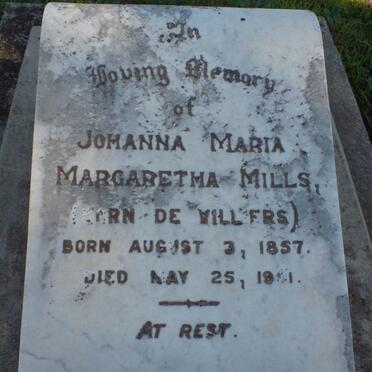 In
Loving Memory
of
JOHANNA MARIA
MARGARETHA MILLS,
DE VILLIERS)
BORN AUGUST 3, 1857.
DIED MAY 25,
AT REST.